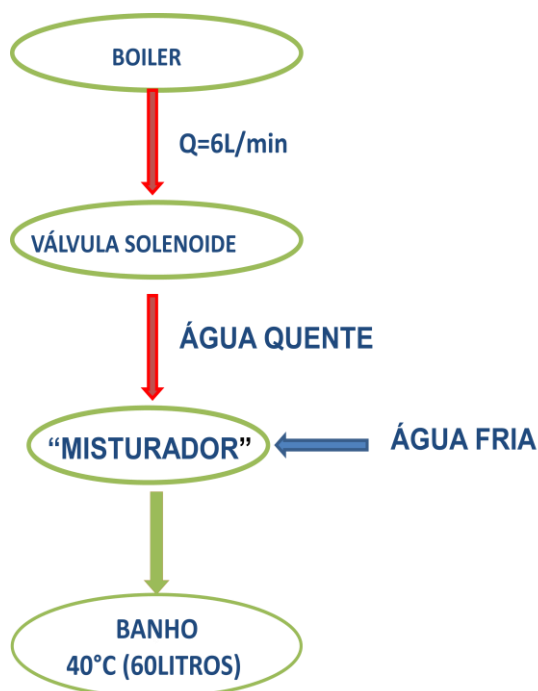 BOILER
Q=6L/min
VÁLVULA SOLENOIDE
ÁGUA QUENTE
“MISTURADOR”
ÁGUA FRIA
BANHO
40°C (60LITROS)